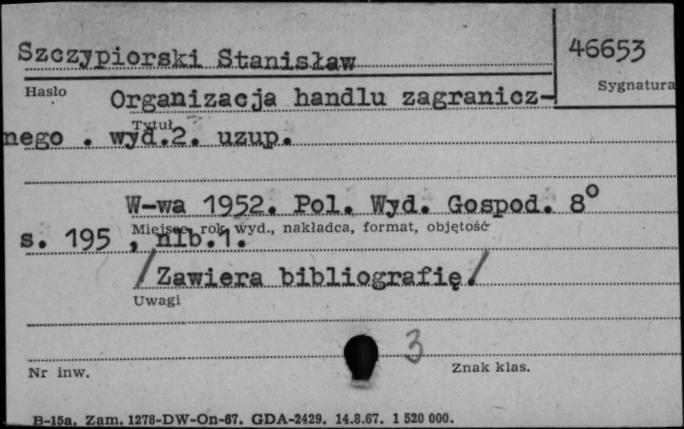 Szczypiorski Stanisław
46653
Hasło
Sygnatura
Organizacja handlu zagranicz-
Tytuł
nego . wyd.2. uzup.
W-wa 1952. Pol. Wyd. Gospod. 8⁰
Miejsce, rok, wyd., nakładca, format, objętość
s. 195 , nlb.1.
/Zawiera bibliografię/
Uwagi
3
Nr inw.
Znak klas.
B-15a. Zam. 1278-DW-On-67. GDA-2429. 14.8.67. 1 520 000.